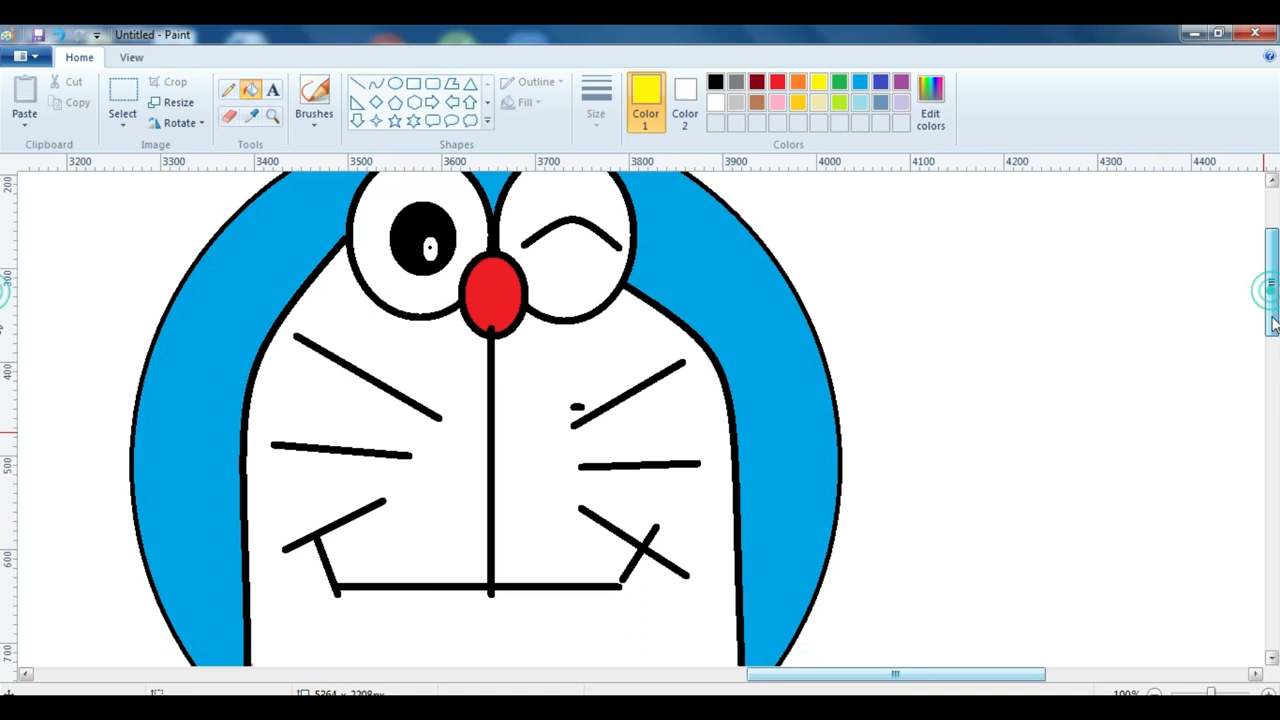 Untitled - Paint
Home View
Paste
Cut
Copy
Clipboard
Select
Crop
Resize
Rotate
Image
A
Tools
Brushes
Outline
Fill
Shapes
Size
Color 1
Color 2
Edit colors
Colors
3200 3300 3400 3500 3600 3700 3800 3900 4000 4100 4200 4300 4400
200
300
400
500
600
700
5364 × 2208px
100%